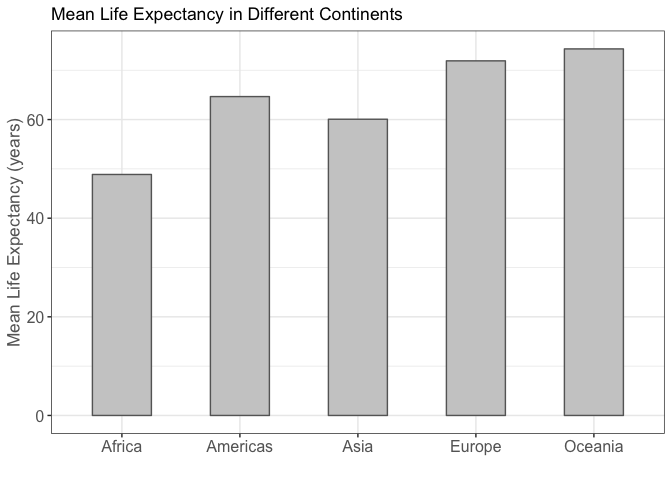 Mean Life Expectancy in Different Continents
Mean Life Expectancy (years)
60
40
20
0
Africa Americas Asia Europe Oceania